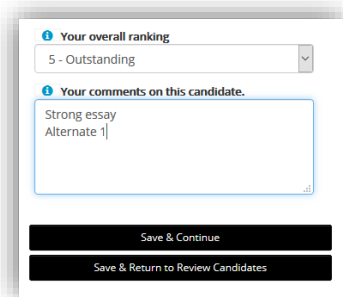 Your overall ranking
5 - Outstanding
Your comments on this candidate.
Strong essay
Alternate 1
Save & Continue
Save & Return to Review Candidates